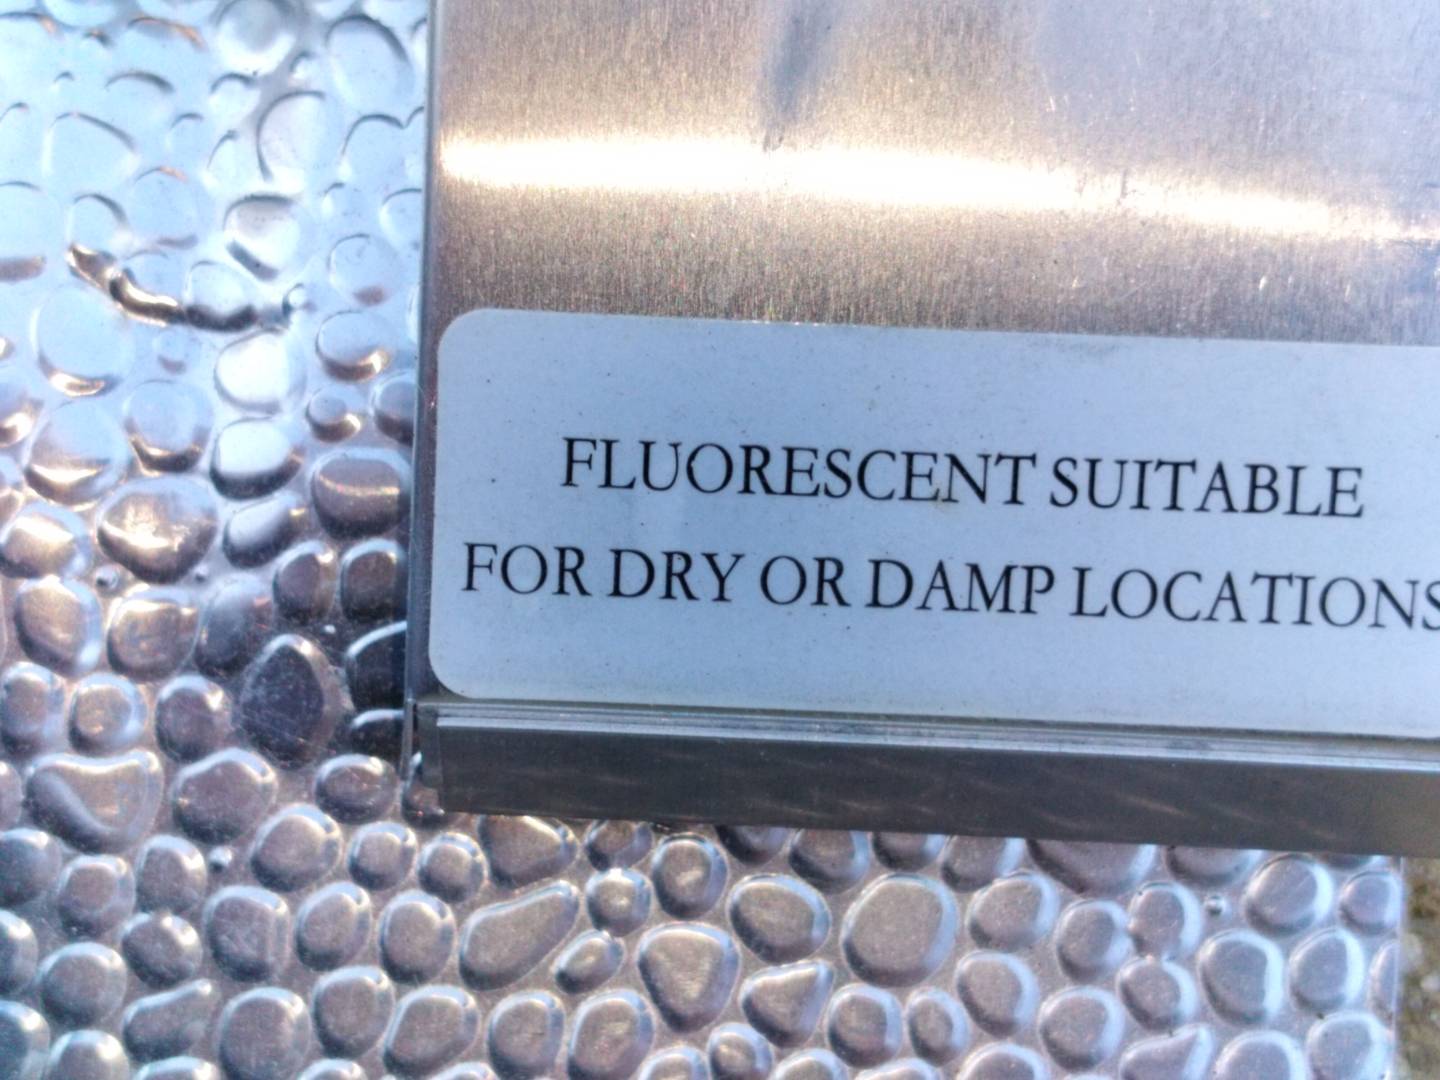 FLUORESCENT SUITABLE
FOR DRY OR DAMP LOCATIONS